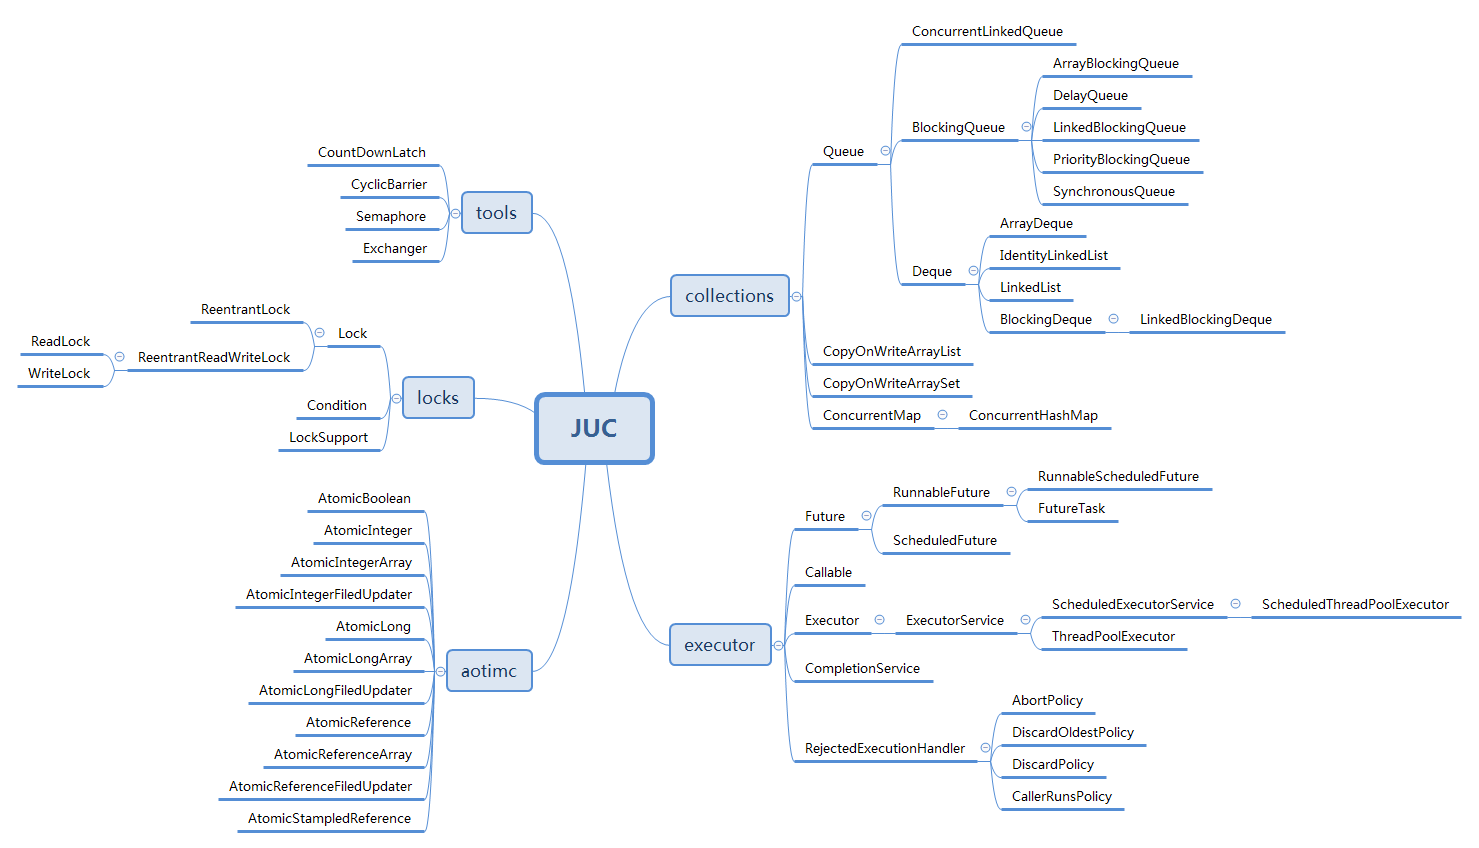 JUC
tools
CountDownLatch
CyclicBarrier
Semaphore
Exchanger
locks
Lock
ReentrantLock
ReentrantReadWriteLock
ReadLock
WriteLock
Condition
LockSupport
aotimc
AtomicBoolean
AtomicInteger
AtomicIntegerArray
AtomicIntegerFiledUpdater
AtomicLong
AtomicLongArray
AtomicLongFiledUpdater
AtomicReference
AtomicReferenceArray
AtomicReferenceFiledUpdater
AtomicStampledReference
collections
Queue
ConcurrentLinkedQueue
BlockingQueue
ArrayBlockingQueue
DelayQueue
LinkedBlockingQueue
PriorityBlockingQueue
SynchronousQueue
Deque
ArrayDeque
IdentityLinkedList
LinkedList
BlockingDeque
LinkedBlockingDeque
CopyOnWriteArrayList
CopyOnWriteArraySet
ConcurrentMap
ConcurrentHashMap
executor
Future
RunnableFuture
RunnableScheduledFuture
FutureTask
ScheduledFuture
Callable
Executor
ExecutorService
ScheduledExecutorService
ScheduledThreadPoolExecutor
ThreadPoolExecutor
CompletionService
RejectedExecutionHandler
AbortPolicy
DiscardOldestPolicy
DiscardPolicy
CallerRunsPolicy